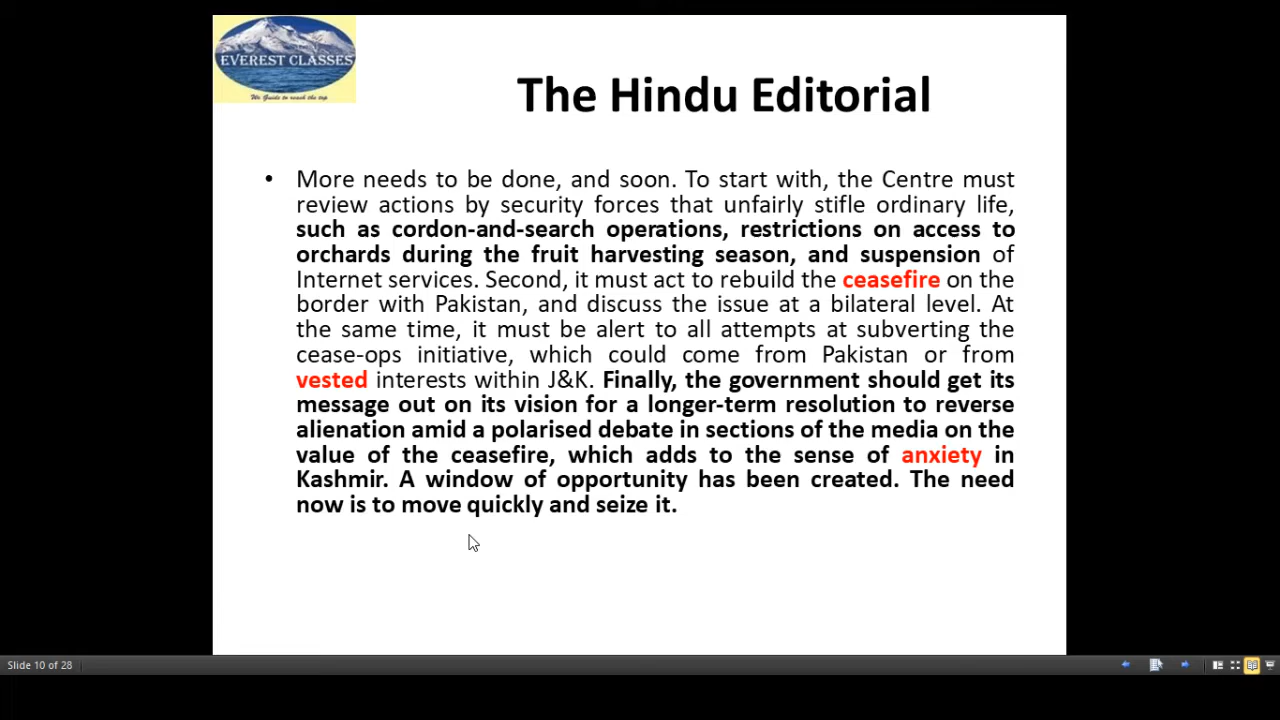 EVEREST CLASSES
We Guide to reach the top
The Hindu Editorial
• More needs to be done, and soon. To start with, the Centre must
review actions by security forces that unfairly stifle ordinary life,
such as cordon-and-search operations, restrictions on access to
orchards during the fruit harvesting season, and suspension of
Internet services. Second, it must act to rebuild the ceasefire on the
border with Pakistan, and discuss the issue at a bilateral level. At
the same time, it must be alert to all attempts at subverting the
cease-ops initiative, which could come from Pakistan or from
vested interests within J&K. Finally, the government should get its
message out on its vision for a longer-term resolution to reverse
alienation amid a polarised debate in sections of the media on the
value of the ceasefire, which adds to the sense of anxiety in
Kashmir. A window of opportunity has been created. The need
now is to move quickly and seize it.
Slide 10 of 28